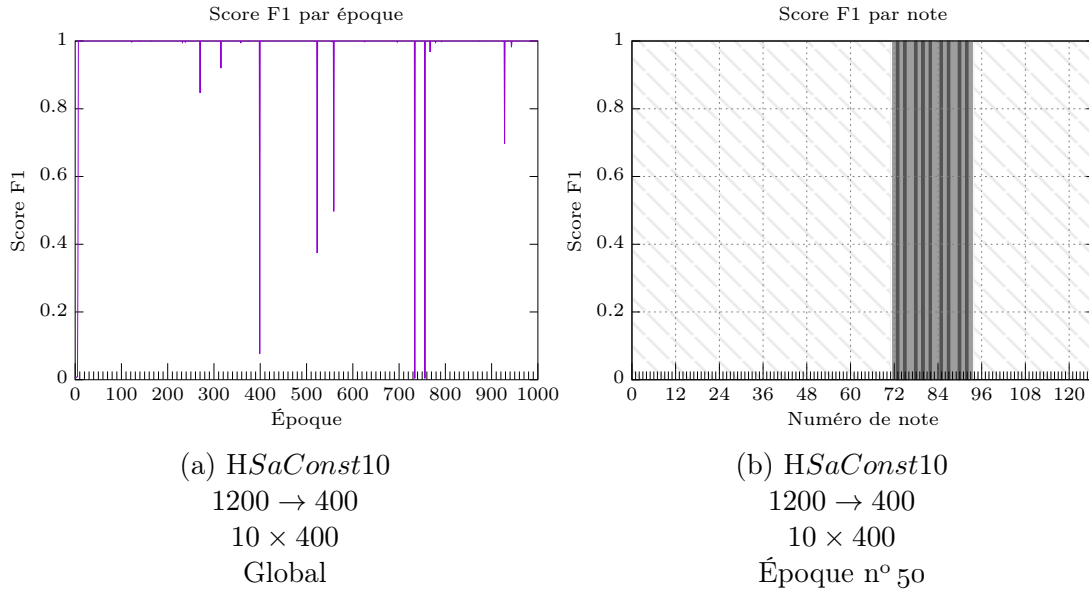 Score F1 par époque
1
0.8
0.6
0.4
0.2
0
Score F1
0 100 200 300 400 500 600 700 800 900 1000
Époque
(a) HSaConst10
1200 → 400
10 × 400
Global
Score F1 par note
1
0.8
0.6
0.4
0.2
0
Score F1
0 12 24 36 48 60 72 84 96 108 120
Numéro de note
(b) HSaConst10
1200 → 400
10 × 400
Époque nº 50